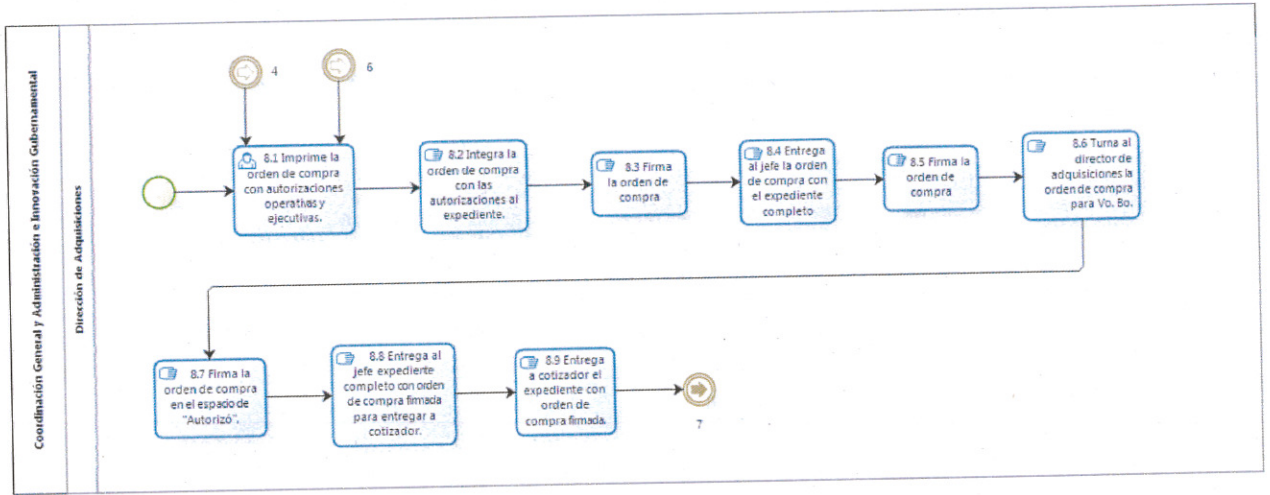 Coordinación General y Administración e Innovación Gubernamental
Dirección de Adquisiciones
4
6
8.1 Imprime la
orden de compra
con autorizaciones
operativas y
ejecutivas.
8.2 Integra la
orden de compra
con las
autorizaciones al
expediente.
8.3 Firma
la orden de
compra
8.4 Entrega
al jefe la orden
de compra con
el expediente
completo
8.5 Firma la
orden de
compra
8.6 Turna al
director de
adquisiciones la
orden de compra
para Vo. Bo.
8.7 Firma la
orden de compra
en el espacio de
"Autorizó".
8.8 Entrega al
jefe expediente
completo con orden
de compra firmada
para entregar a
cotizador.
8.9 Entrega
a cotizador el
expediente con
orden de
compra firmada.
7